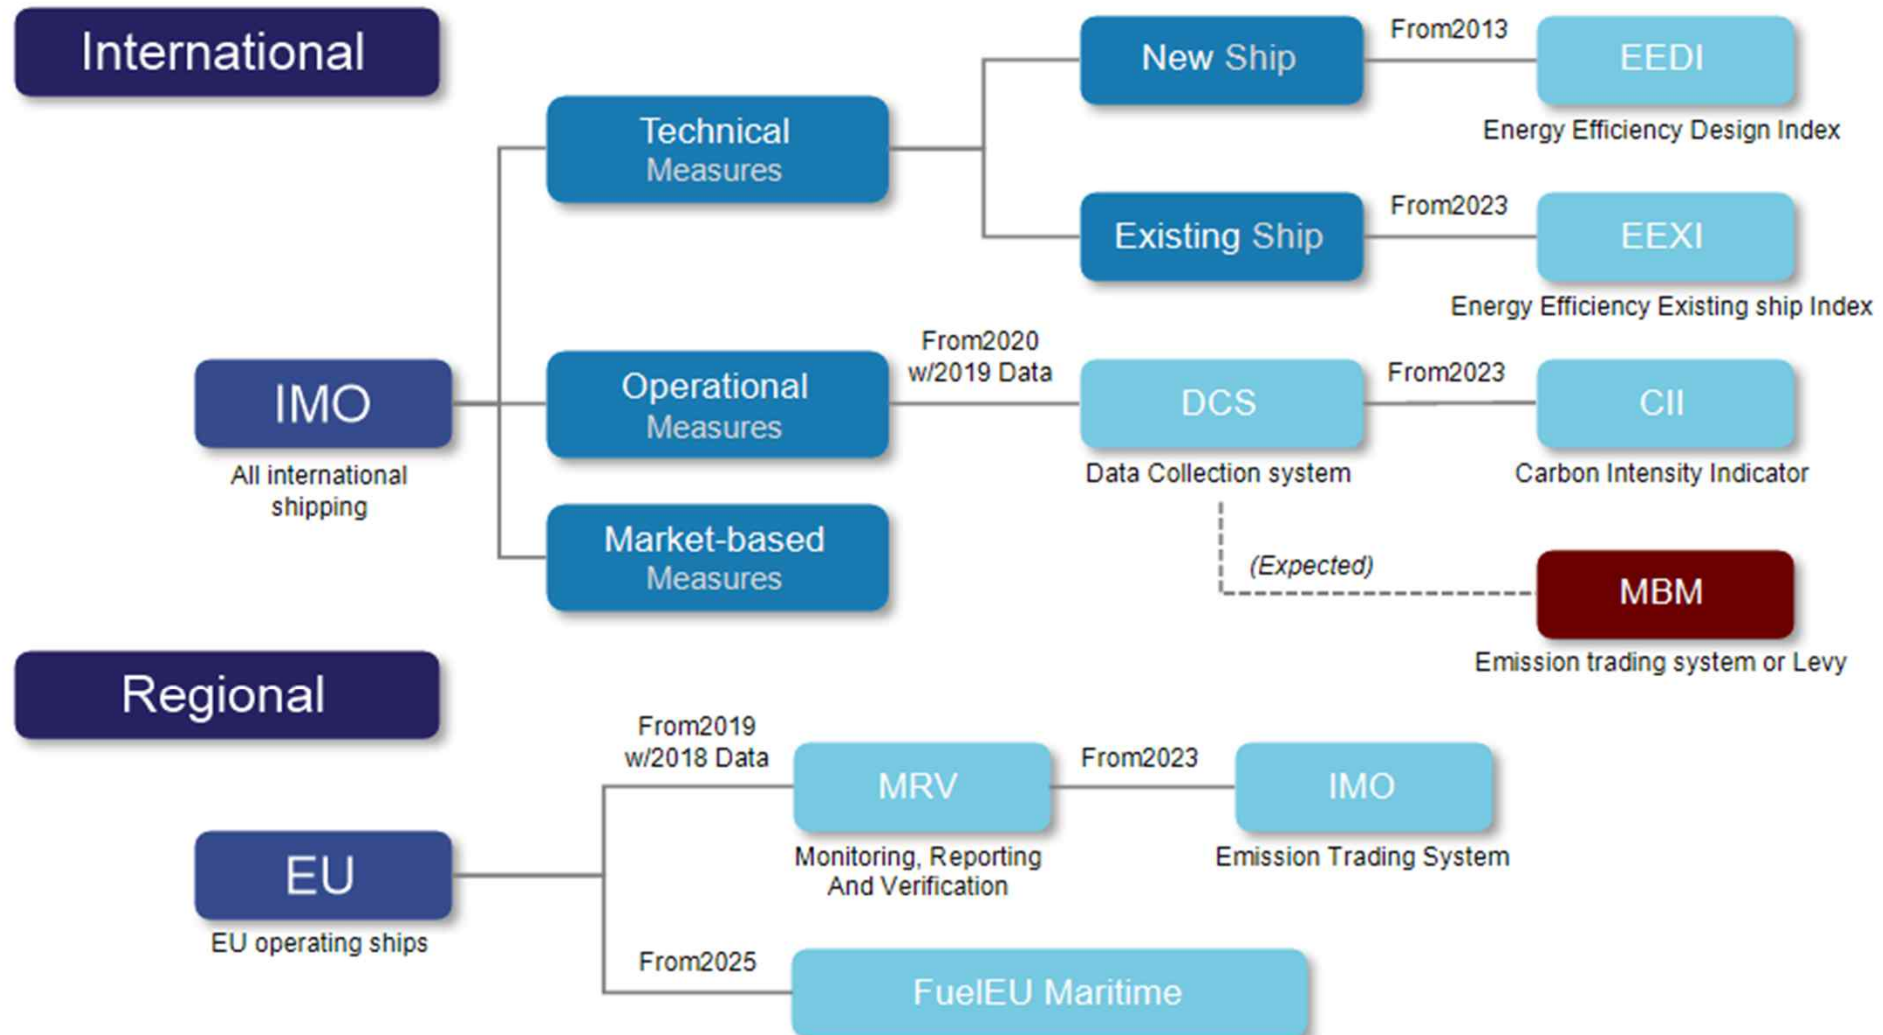 International
New Ship
From2013
EEDI
Energy Efficiency Design Index
Technical
Measures
Existing Ship
From2023
EEXI
Energy Efficiency Existing ship Index
IMO
All international
shipping
Operational
Measures
From2020
w/2019 Data
DCS
Data Collection system
From2023
CII
Carbon Intensity Indicator
Market-based
Measures
(Expected)
MBM
Emission trading system or Levy
Regional
EU
EU operating ships
From2019
w/2018 Data
MRV
Monitoring, Reporting
And Verification
From2023
IMO
Emission Trading System
From2025
FuelEU Maritime